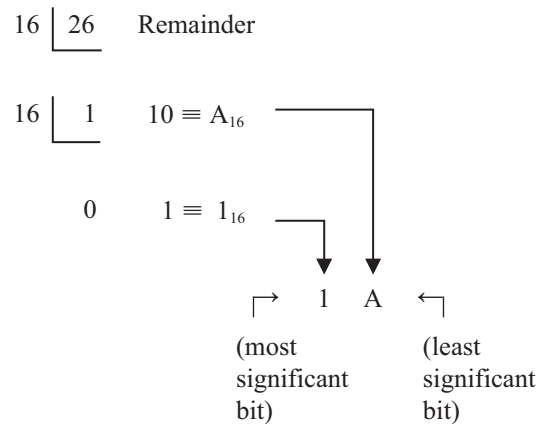 16 26 Remainder
16 1 10 ≡ A₁₆
0 1 ≡ 1₁₆
1 A
(most
significant
bit)
(least
significant
bit)